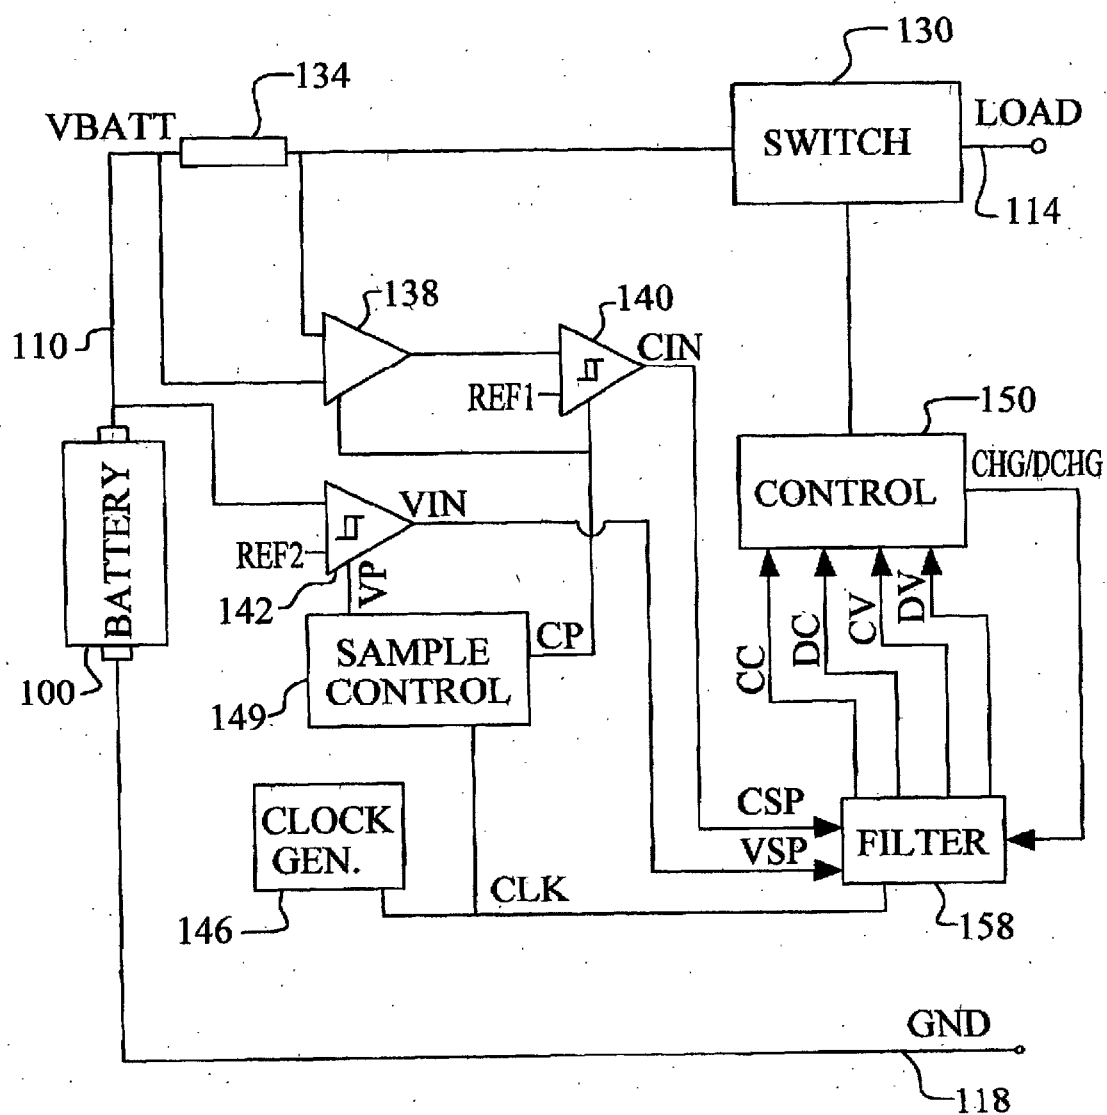 130
134
VBATT
LOAD
SWITCH
114
138
140
CIN
110
REF1
150
CHG/DCHG
CONTROL
BATTERY
VIN
REF2
142
VP
CP
CC
DC
CV
DV
100
SAMPLE
CONTROL
149
CLOCK
GEN.
CSP
VSP
FILTER
CLK
146
158
GND
118